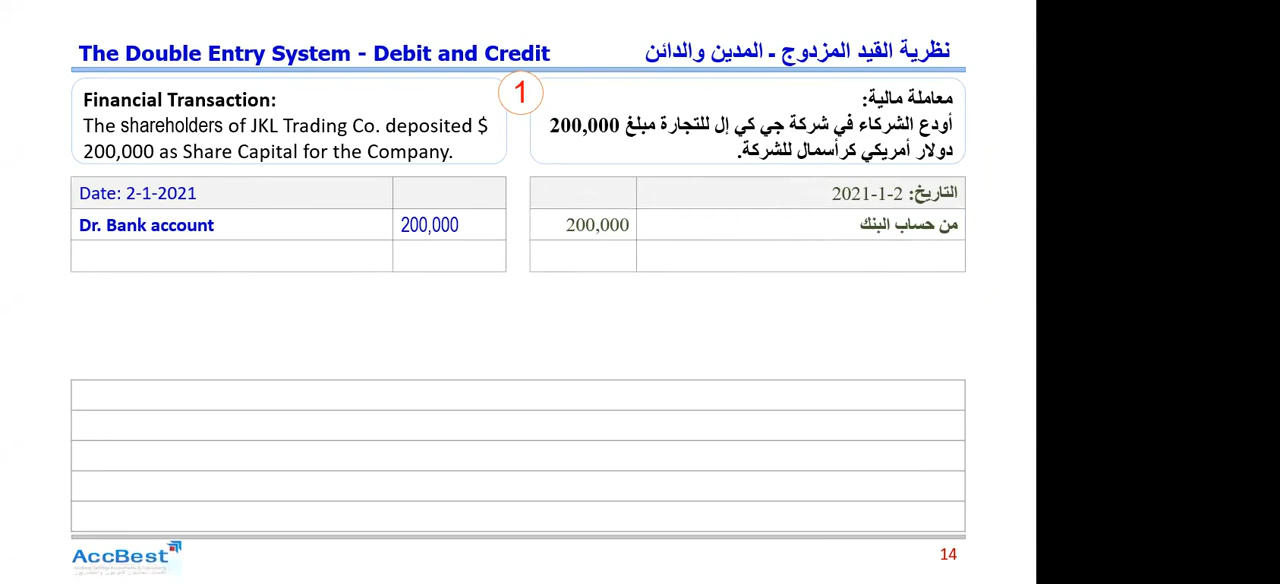 The Double Entry System - Debit and Credit
نظرية القيد المزدوج ـ المدين والدائن
1
Financial Transaction:
The shareholders of JKL Trading Co. deposited $
200,000 as Share Capital for the Company.
معاملة مالية:
أودع الشركاء في شركة جي كي إل للتجارة مبلغ 200,000
دولار أمريكي كرأسمال للشركة.
Date: 2-1-2021
Dr. Bank account 200,000
التاريخ: 2-1-2021
من حساب البنك 200,000
AccBest
14